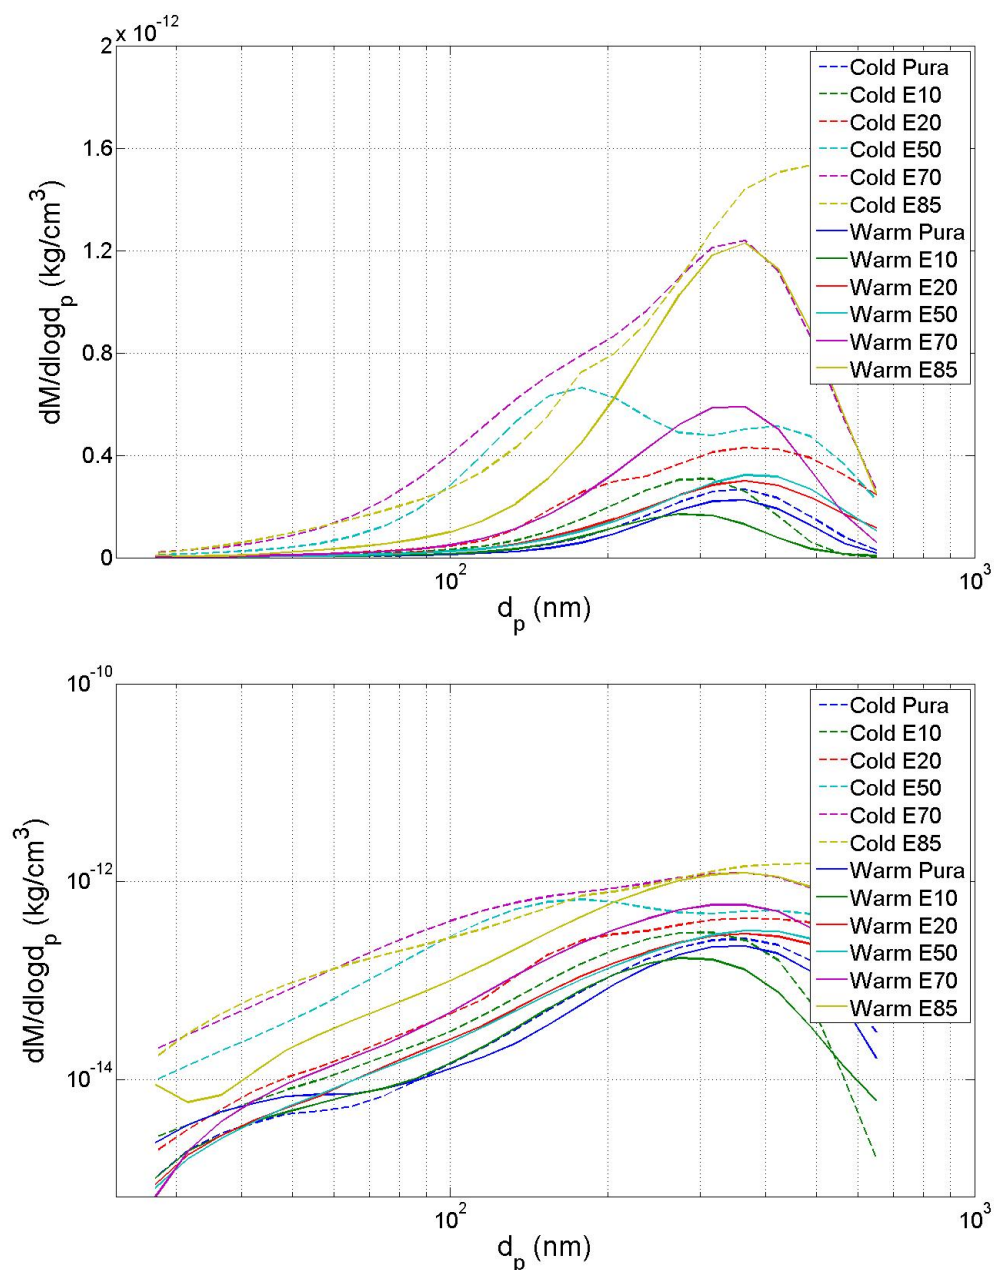 2 × 10^-12
1.6
1.2
0.8
0.4
0
dM/dlogd_p (kg/cm^3)
10^2
10^3
d_p (nm)
Cold Pura
Cold E10
Cold E20
Cold E50
Cold E70
Cold E85
Warm Pura
Warm E10
Warm E20
Warm E50
Warm E70
Warm E85
10^-10
10^-12
10^-14
dM/dlogd_p (kg/cm^3)
10^2
10^3
d_p (nm)
Cold Pura
Cold E10
Cold E20
Cold E50
Cold E70
Cold E85
Warm Pura
Warm E10
Warm E20
Warm E50
Warm E70
Warm E85